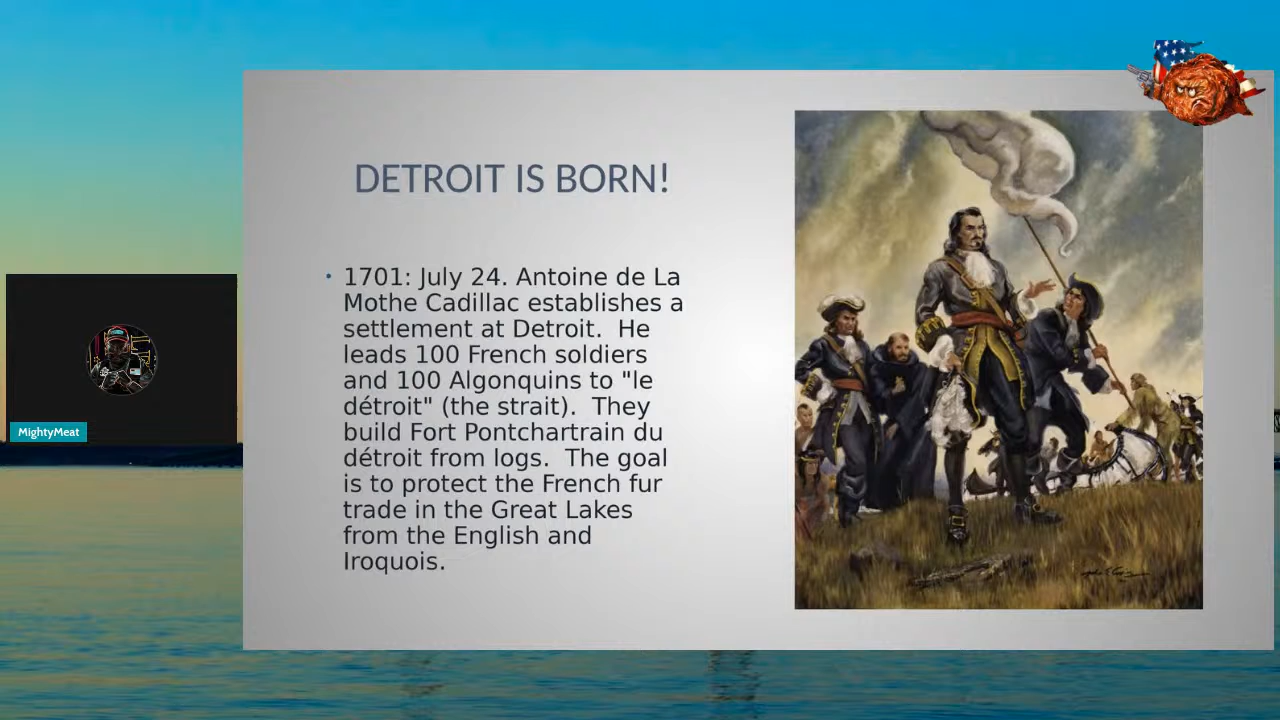 DETROIT IS BORN!
• 1701: July 24. Antoine de La
Mothe Cadillac establishes a
settlement at Detroit.  He
leads 100 French soldiers
and 100 Algonquins to "le
détroit" (the strait).  They
build Fort Pontchartrain du
détroit from logs.  The goal
is to protect the French fur
trade in the Great Lakes
from the English and
Iroquois.
MightyMeat